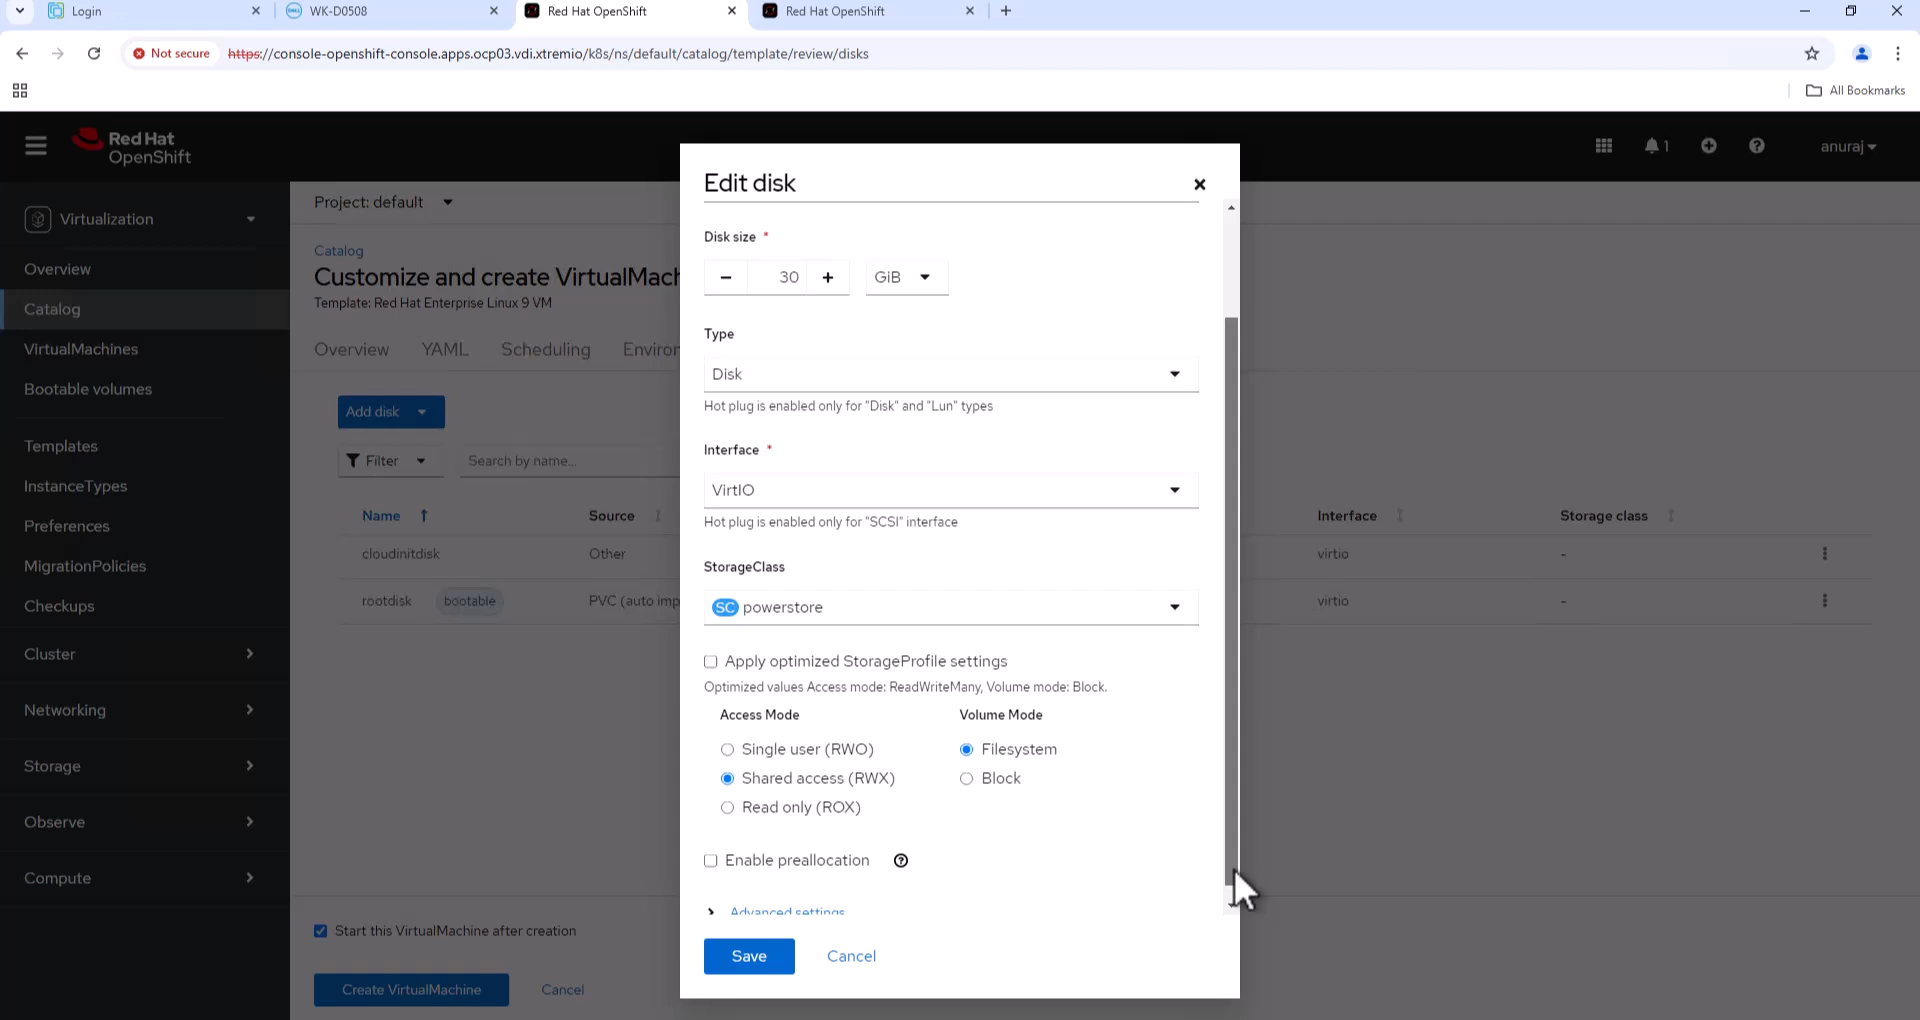 Login
WK-D0508
Red Hat OpenShift
Red Hat OpenShift
Not secure
https://console-openshift-console.apps.ocp03.vdi.xtremio/k8s/ns/default/catalog/template/review/disks
All Bookmarks
Red Hat
OpenShift
1
anuraj
Virtualization
Overview
Catalog
VirtualMachines
Bootable volumes
Templates
InstanceTypes
Preferences
MigrationPolicies
Checkups
Cluster
Networking
Storage
Observe
Compute
Project: default
Catalog
Customize and create VirtualMach
Template: Red Hat Enterprise Linux 9 VM
Overview YAML Scheduling Environ
Add disk
Filter
Search by name...
Name Source Interface Storage class
cloudinitdisk Other virtio -
rootdisk bootable PVC (auto imp virtio -
Start this VirtualMachine after creation
Create VirtualMachine Cancel
Edit disk
Disk size *
30 GiB
Type
Disk
Hot plug is enabled only for "Disk" and "Lun" types
Interface *
VirtIO
Hot plug is enabled only for "SCSI" interface
StorageClass
SC powerstore
Apply optimized StorageProfile settings
Optimized values Access mode: ReadWriteMany, Volume mode: Block.
Access Mode Volume Mode
Single user (RWO) Filesystem
Shared access (RWX) Block
Read only (ROX)
Enable preallocation
Advanced settings
Save Cancel